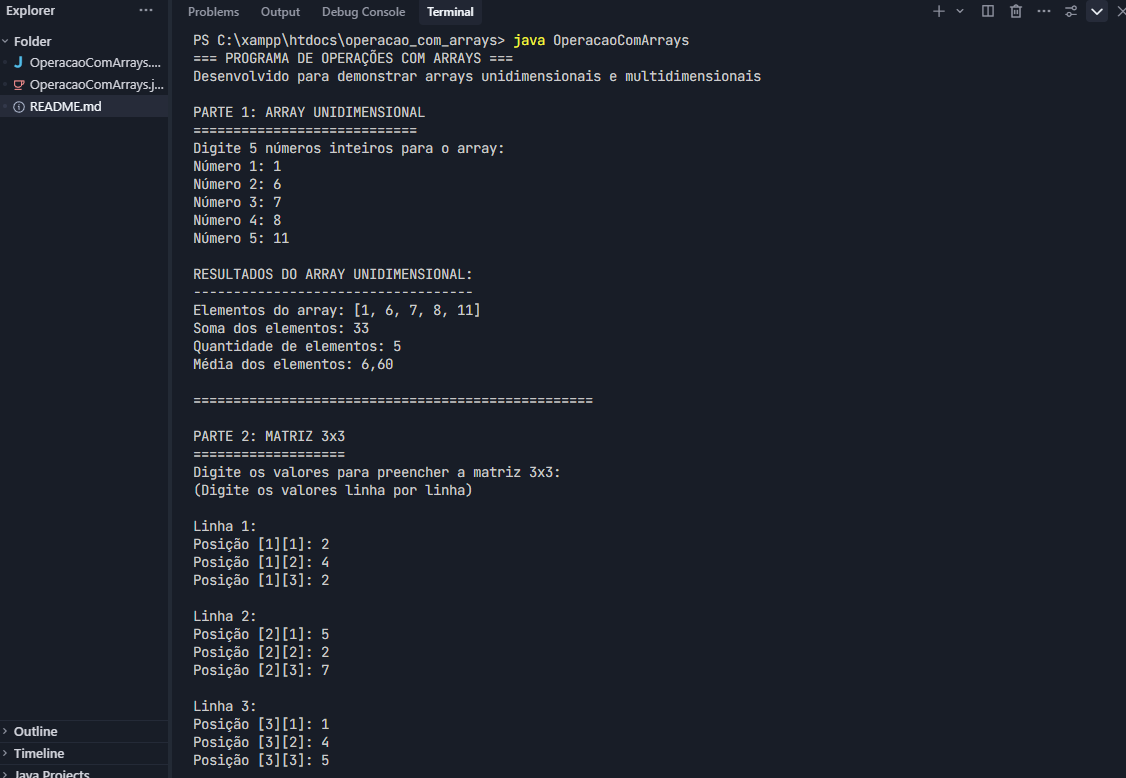 Explorer
Problems Output Debug Console Terminal
Folder
OperacaoComArrays....
OperacaoComArrays.j...
README.md
PS C:\xampp\htdocs\operacao_com_arrays> java OperacaoComArrays
=== PROGRAMA DE OPERAÇÕES COM ARRAYS ===
Desenvolvido para demonstrar arrays unidimensionais e multidimensionais
PARTE 1: ARRAY UNIDIMENSIONAL
============================
Digite 5 números inteiros para o array:
Número 1: 1
Número 2: 6
Número 3: 7
Número 4: 8
Número 5: 11
RESULTADOS DO ARRAY UNIDIMENSIONAL:
-----------------------------------
Elementos do array: [1, 6, 7, 8, 11]
Soma dos elementos: 33
Quantidade de elementos: 5
Média dos elementos: 6,60
==================================================
PARTE 2: MATRIZ 3x3
===================
Digite os valores para preencher a matriz 3x3:
(Digite os valores linha por linha)
Linha 1:
Posição [1][1]: 2
Posição [1][2]: 4
Posição [1][3]: 2
Linha 2:
Posição [2][1]: 5
Posição [2][2]: 2
Posição [2][3]: 7
Linha 3:
Posição [3][1]: 1
Posição [3][2]: 4
Posição [3][3]: 5
Outline
Timeline
Java Projects